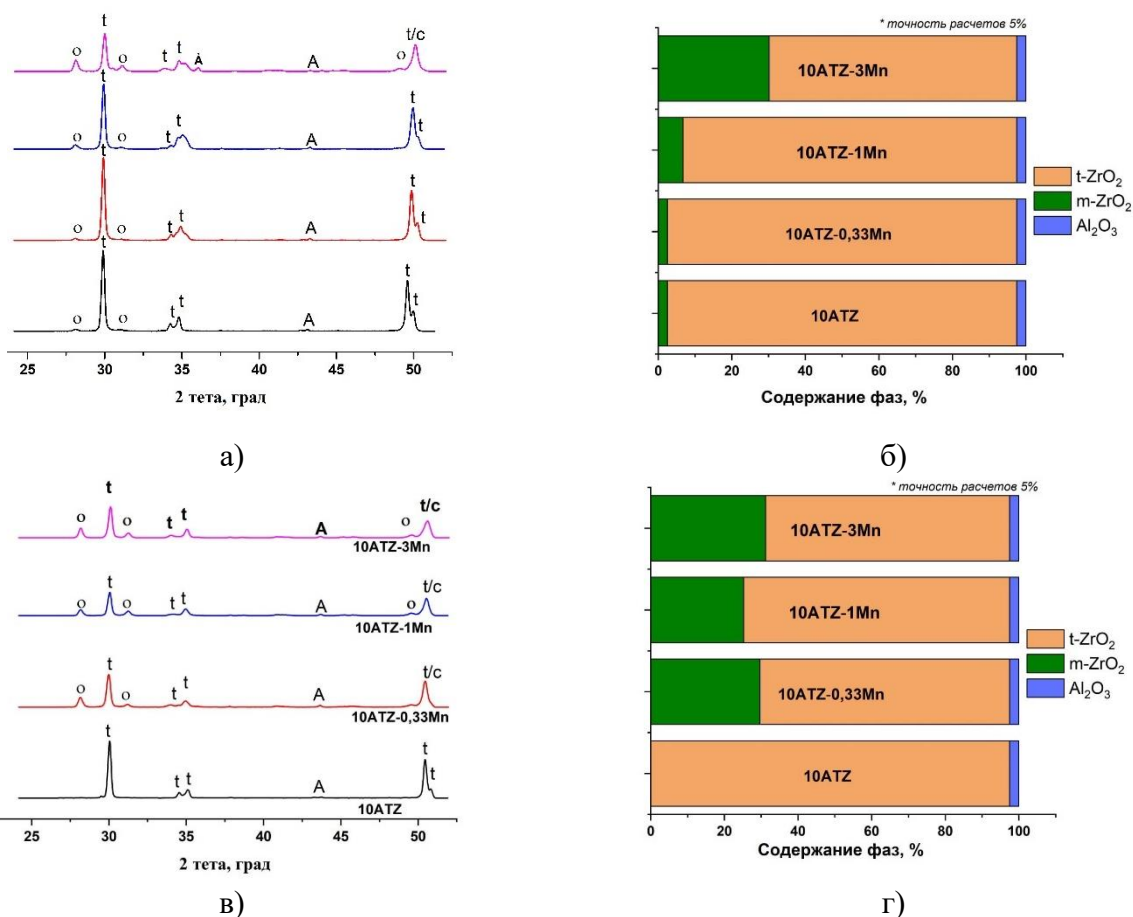 t
t/c
o
o
t
t
A
A
o
t
t
o
o
t
t
A
t
t
o
o
t
t
A
t
t
t
o
o
t
t
A
t
t
25 30 35 40 45 50
2 тета, град
а)
* точность расчетов 5%
10ATZ-3Mn
10ATZ-1Mn
10ATZ-0,33Mn
10ATZ
t-ZrO₂
m-ZrO₂
Al₂O₃
0 20 40 60 80 100
Содержание фаз, %
б)
t
t/c
o
o
t
t
A
o
10ATZ-3Mn
t
t/c
o
o
t
t
A
o
10ATZ-1Mn
t
t/c
o
o
t
t
A
10ATZ-0,33Mn
t
t
t
t
t
A
10ATZ
25 30 35 40 45 50
2 тета, град
в)
* точность расчетов 5%
10ATZ-3Mn
10ATZ-1Mn
10ATZ-0,33Mn
10ATZ
t-ZrO₂
m-ZrO₂
Al₂O₃
0 20 40 60 80 100
Содержание фаз, %
г)